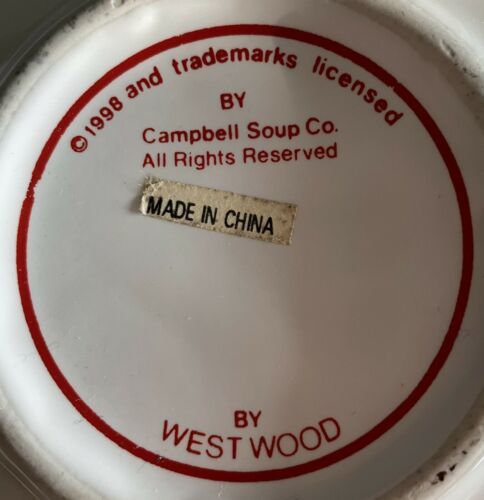 ©1998 and trademarks licensed
BY
Campbell Soup Co.
All Rights Reserved
MADE IN CHINA
BY
WESTWOOD